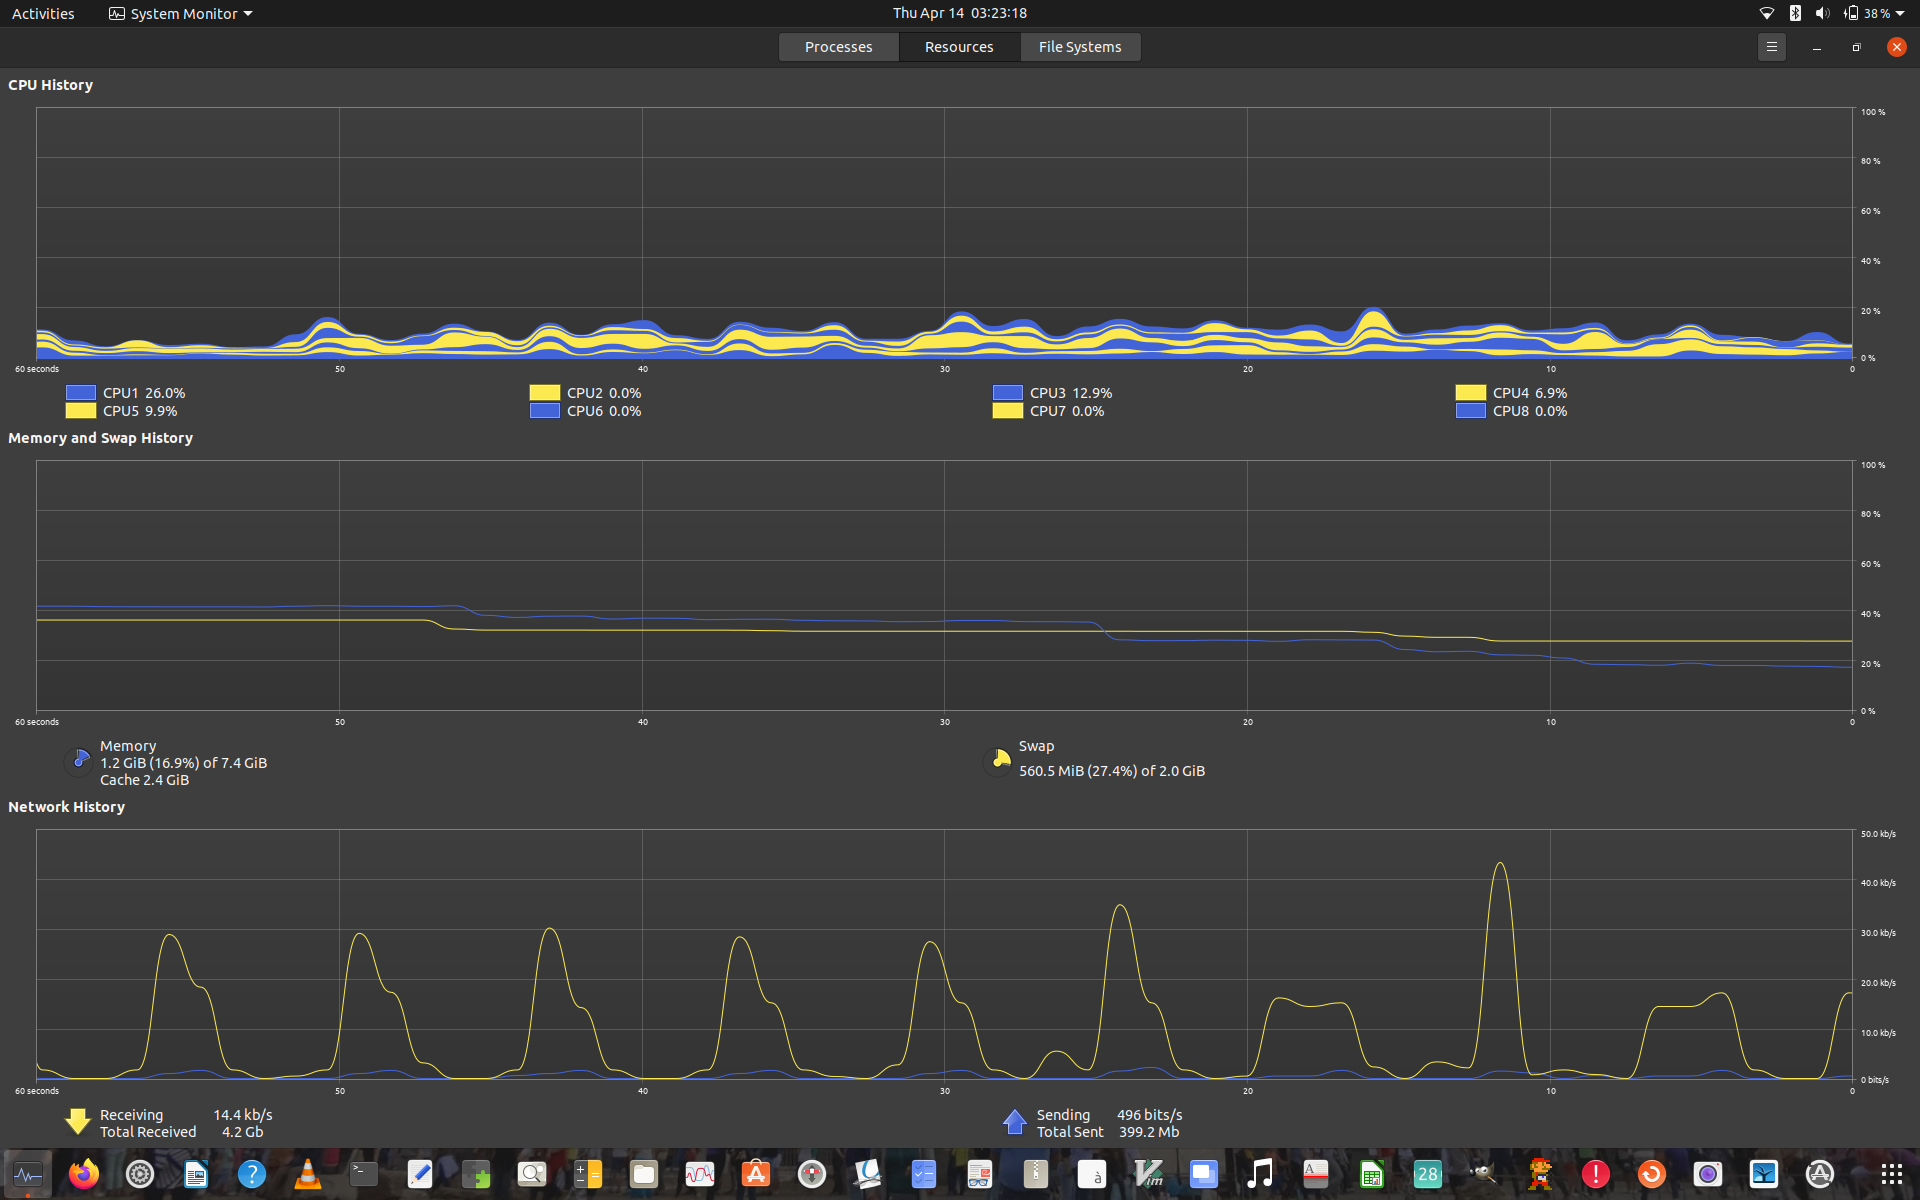 Activities System Monitor Thu Apr 14 03:23:18 38 %
Processes Resources File Systems
CPU History
100 %
80 %
60 %
40 %
20 %
0 %
60 seconds 50 40 30 20 10 0
CPU1 26.0% CPU2 0.0% CPU3 12.9% CPU4 6.9%
CPU5 9.9% CPU6 0.0% CPU7 0.0% CPU8 0.0%
Memory and Swap History
100 %
80 %
60 %
40 %
20 %
0 %
60 seconds 50 40 30 20 10 0
Memory Swap
1.2 GiB (16.9%) of 7.4 GiB 560.5 MiB (27.4%) of 2.0 GiB
Cache 2.4 GiB
Network History
50.0 kb/s
40.0 kb/s
30.0 kb/s
20.0 kb/s
10.0 kb/s
0 bits/s
60 seconds 50 40 30 20 10 0
Receiving 14.4 kb/s Sending 496 bits/s
Total Received 4.2 Gb Total Sent 399.2 Mb
? >_ à Vim A 28 !